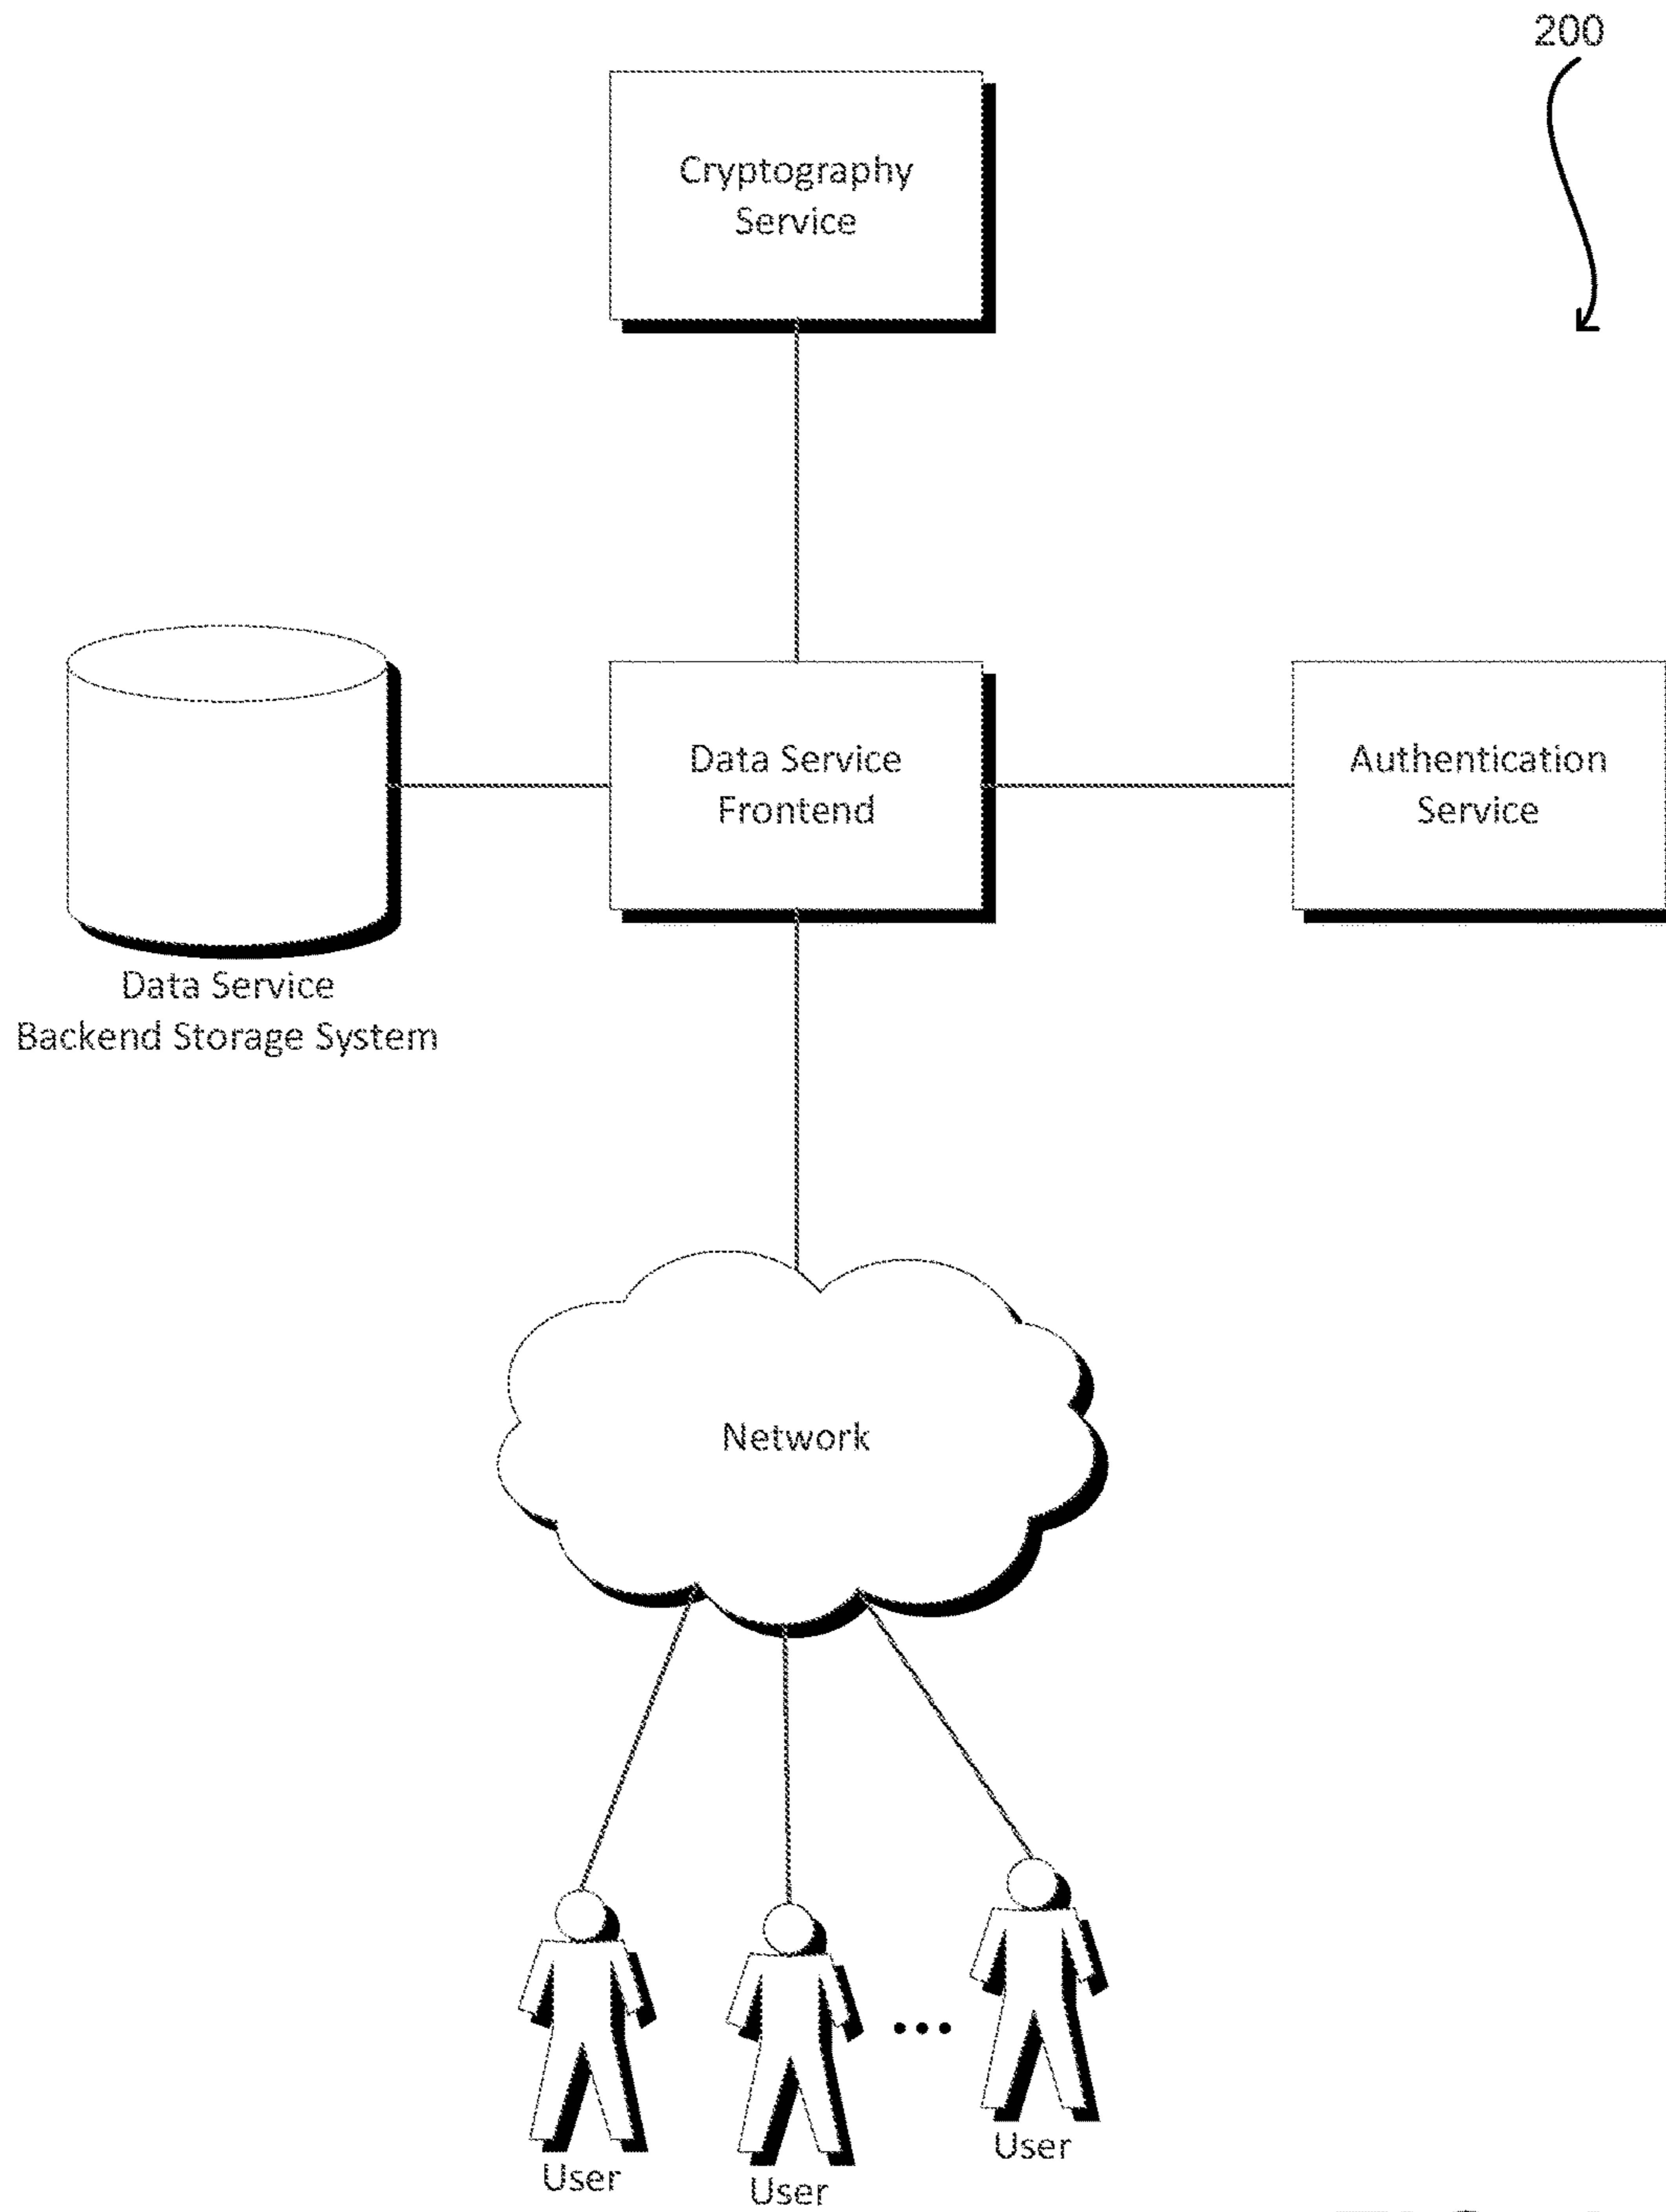 200
Cryptography
Service
Data Service
Frontend
Authentication
Service
Data Service
Backend Storage System
Network
User
User
User